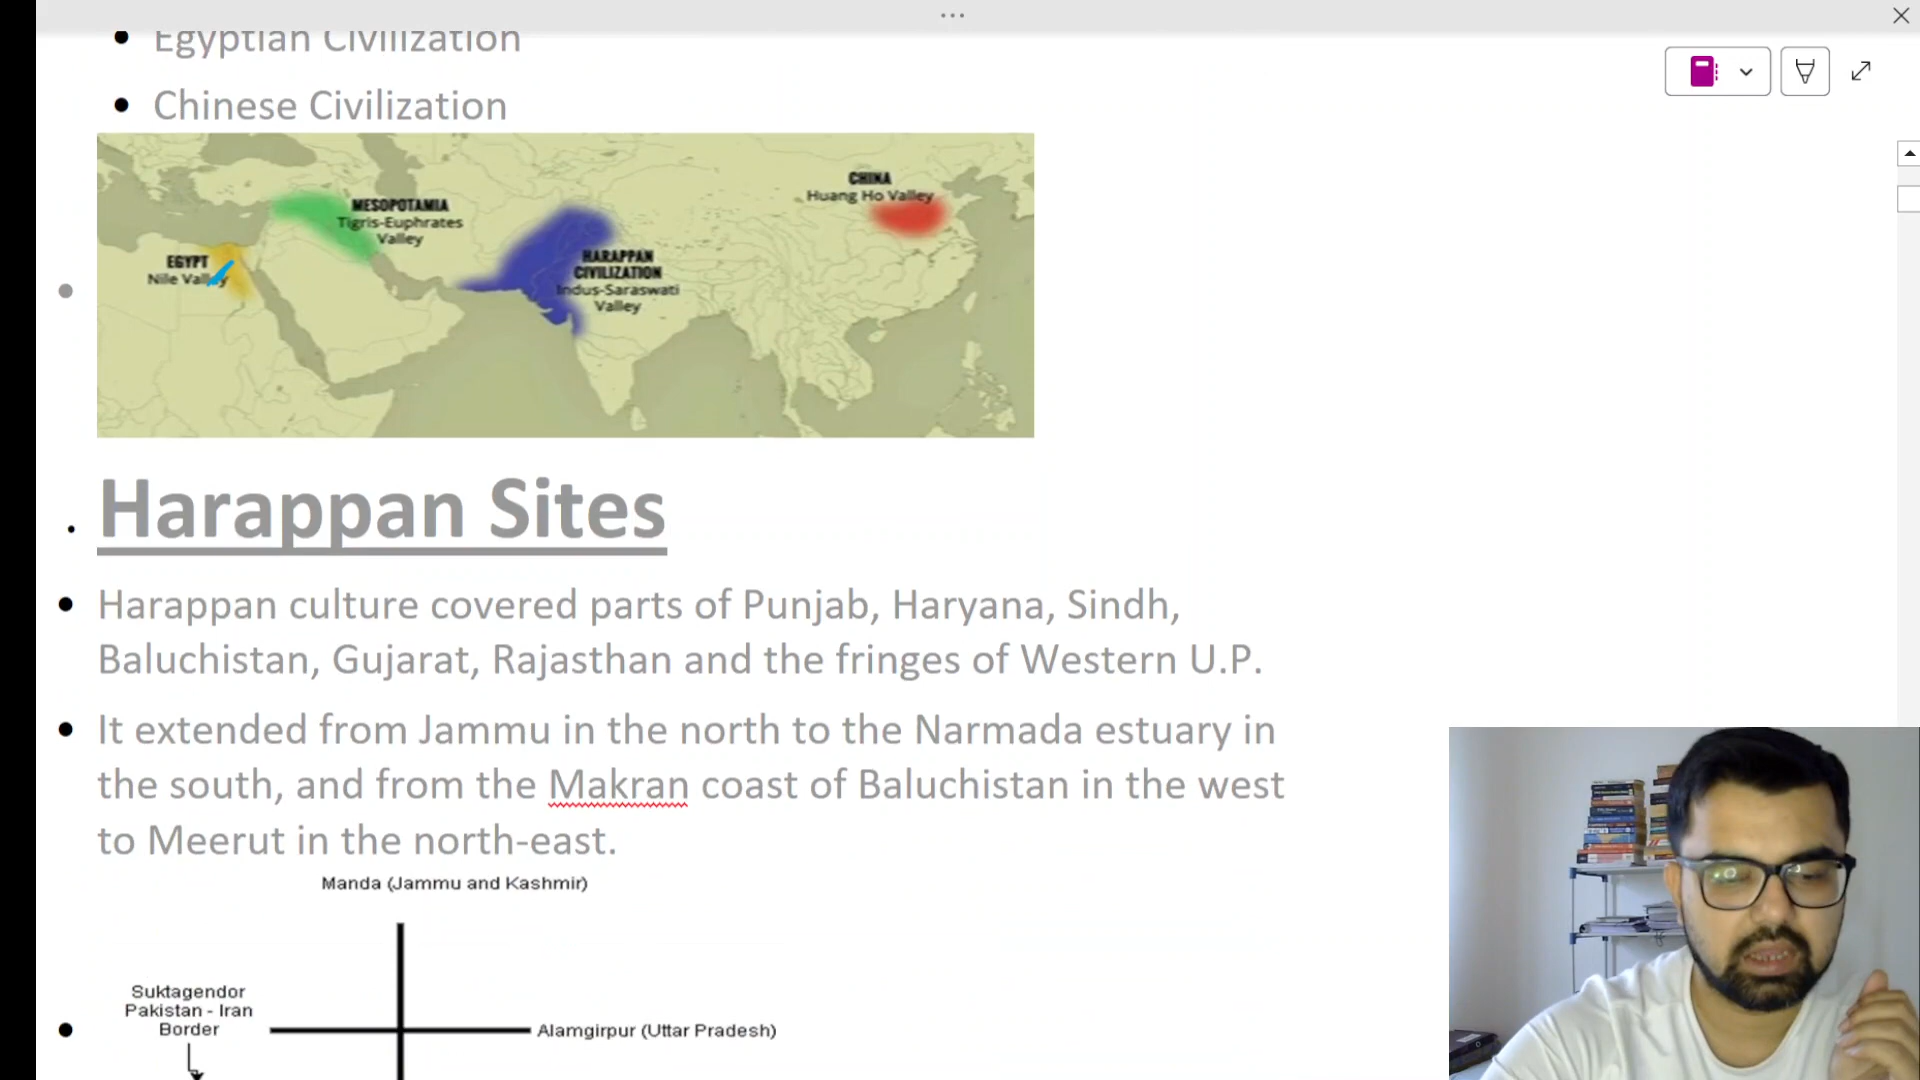 Egyptian Civilization
Chinese Civilization
CHINA
Huang Ho Valley
MESOPOTAMIA
Tigris-Euphrates
Valley
EGYPT
Nile Valley
HARAPPAN
CIVILIZATION
Indus-Saraswati
Valley
Harappan Sites
Harappan culture covered parts of Punjab, Haryana, Sindh,
Baluchistan, Gujarat, Rajasthan and the fringes of Western U.P.
It extended from Jammu in the north to the Narmada estuary in
the south, and from the Makran coast of Baluchistan in the west
to Meerut in the north-east.
Manda (Jammu and Kashmir)
Suktagendor
Pakistan - Iran
Border
Alamgirpur (Uttar Pradesh)